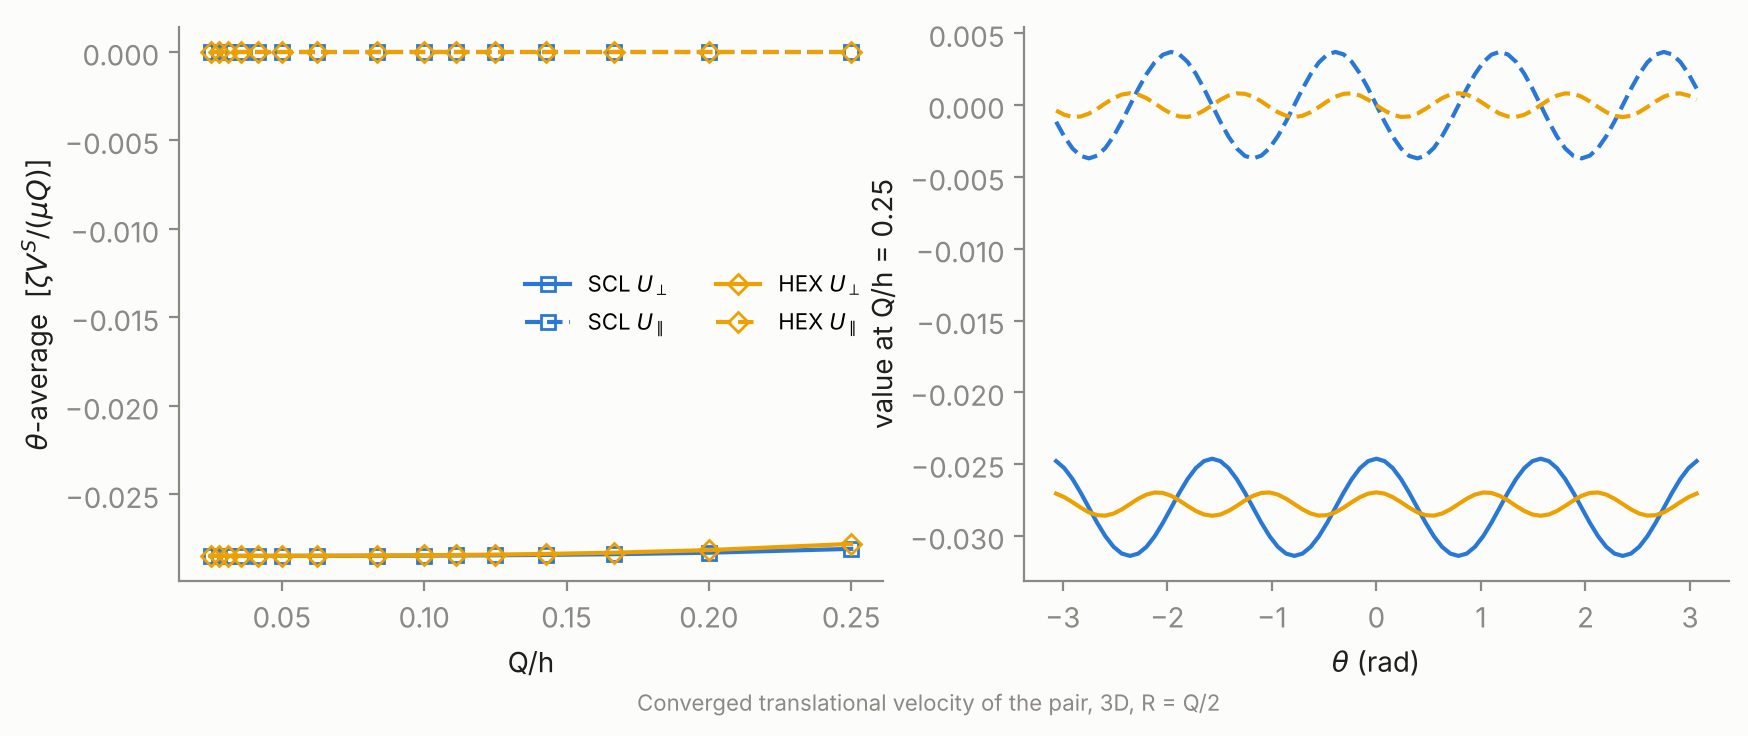 θ-average [ζV^S/(μQ)]
0.000
−0.005
−0.010
−0.015
−0.020
−0.025
SCL U⊥
SCL U∥
HEX U⊥
HEX U∥
0.05 0.10 0.15 0.20 0.25
Q/h
value at Q/h = 0.25
0.005
0.000
−0.005
−0.010
−0.015
−0.020
−0.025
−0.030
−3 −2 −1 0 1 2 3
θ (rad)
Converged translational velocity of the pair, 3D, R = Q/2